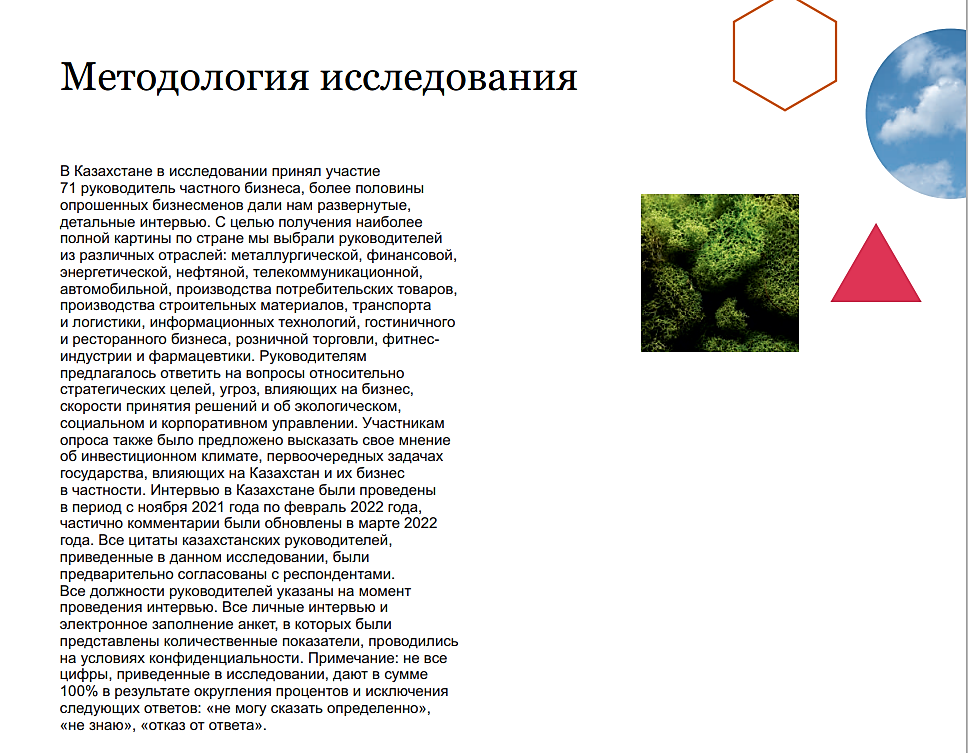 Методология исследования
В Казахстане в исследовании принял участие
71 руководитель частного бизнеса, более половины
опрошенных бизнесменов дали нам развернутые,
детальные интервью. С целью получения наиболее
полной картины по стране мы выбрали руководителей
из различных отраслей: металлургической, финансовой,
энергетической, нефтяной, телекоммуникационной,
автомобильной, производства потребительских товаров,
производства строительных материалов, транспорта
и логистики, информационных технологий, гостиничного
и ресторанного бизнеса, розничной торговли, фитнес-
индустрии и фармацевтики. Руководителям
предлагалось ответить на вопросы относительно
стратегических целей, угроз, влияющих на бизнес,
скорости принятия решений и об экологическом,
социальном и корпоративном управлении. Участникам
опроса также было предложено высказать свое мнение
об инвестиционном климате, первоочередных задачах
государства, влияющих на Казахстан и их бизнес
в частности. Интервью в Казахстане были проведены
в период с ноября 2021 года по февраль 2022 года,
частично комментарии были обновлены в марте 2022
года. Все цитаты казахстанских руководителей,
приведенные в данном исследовании, были
предварительно согласованы с респондентами.
Все должности руководителей указаны на момент
проведения интервью. Все личные интервью и
электронное заполнение анкет, в которых были
представлены количественные показатели, проводились
на условиях конфиденциальности. Примечание: не все
цифры, приведенные в исследовании, дают в сумме
100% в результате округления процентов и исключения
следующих ответов: «не могу сказать определенно»,
«не знаю», «отказ от ответа».